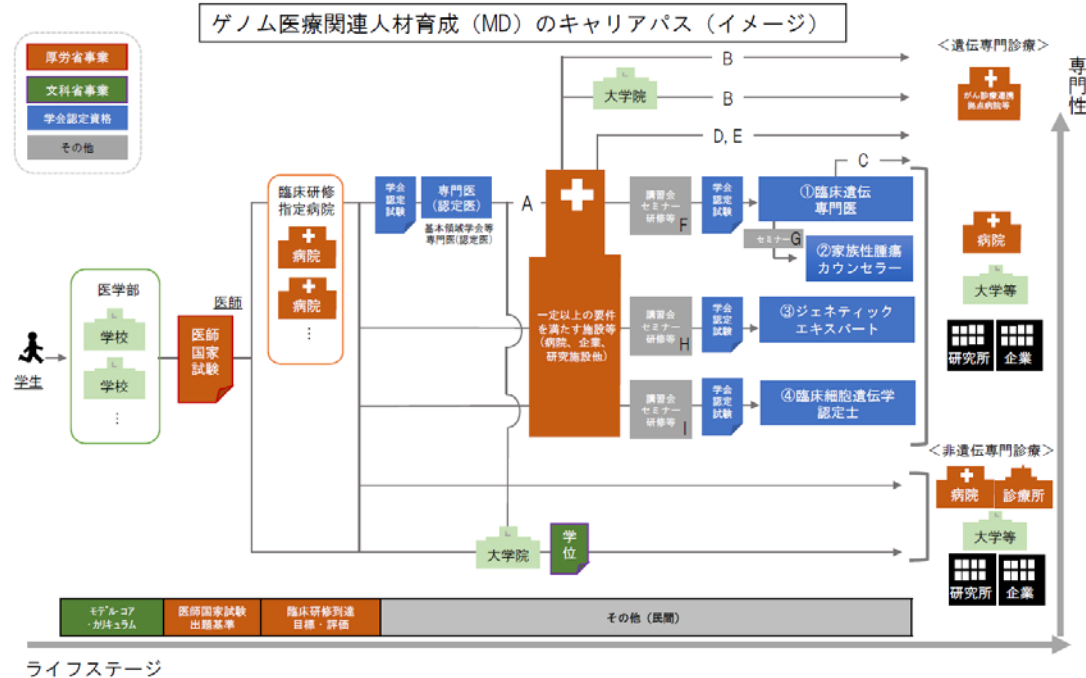 ゲノム医療関連人材育成（MD）のキャリアパス（イメージ）
厚労省事業
文科省事業
学会認定資格
その他
＜遺伝専門診療＞
専門性
B
大学院
B
がん診療連携
拠点病院等
D, E
C
臨床研修
指定病院
病院
病院
⋮
学会
認定
試験
専門医
（認定医）
基本領域学会等
専門医（認定医）
A
講習会
セミナー
研修等
F
学会
認定
試験
①臨床遺伝
専門医
セミナー
G
②家族性腫瘍
カウンセラー
病院
大学等
研究所
企業
医学部
学校
学校
⋮
学生
医師
医師
国家
試験
一定以上の要件
を満たす施設等
（病院、企業、
研究施設他）
講習会
セミナー
研修等
H
学会
認定
試験
③ジェネティック
エキスパート
講習会
セミナー
研修等
I
学会
認定
試験
④臨床細胞遺伝学
認定士
＜非遺伝専門診療＞
病院
診療所
大学等
研究所
企業
大学院
学位
モデル・コア
・カリキュラム
医師国家試験
出題基準
臨床研修到達
目標・評価
その他（民間）
ライフステージ